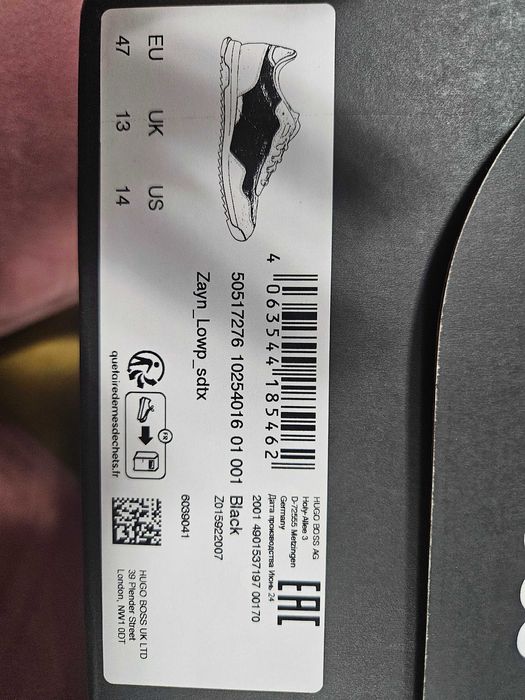 EU UK US
47 13 14
4 063544 185462
50517276 10254016 01 001 Black
Zayn_Lowp_sdtx
Z015922007
6039041
HUGO BOSS AG
Holy-Allee 3
D-72555 Metzingen
Germany
Дата производства Июнь 24
2001 4901537197 00170
EAC
FR
quefairedemesdechets.fr
HUGO BOSS UK LTD
39 Plender Street
London, NW1 0DT